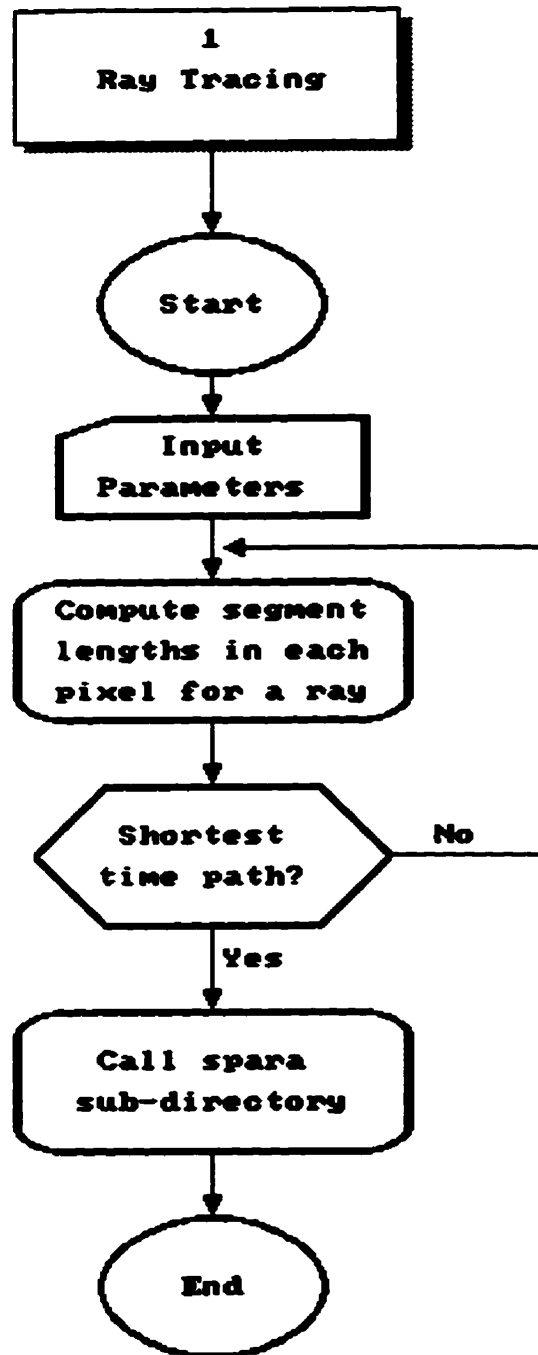 1
Ray Tracing
Start
Input
Parameters
Compute segment
lengths in each
pixel for a ray
Shortest
time path?
No
Yes
Call spara
sub-directory
End